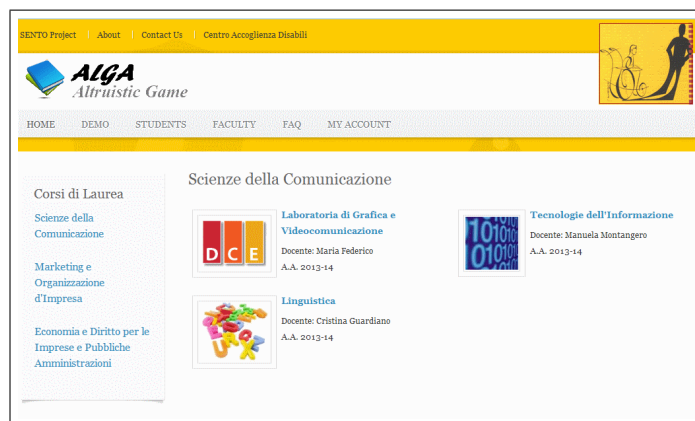 SENTO Project About Contact Us Centro Accoglienza Disabili
ALGA
Altruistic Game
HOME DEMO STUDENTS FACULTY FAQ MY ACCOUNT
Corsi di Laurea
Scienze della
Comunicazione
Marketing e
Organizzazione
d'Impresa
Economia e Diritto per le
Imprese e Pubbliche
Amministrazioni
Scienze della Comunicazione
DCE
Laboratoria di Grafica e
Videocomunicazione
Docente: Maria Federico
A.A. 2013-14
Tecnologie dell'Informazione
Docente: Manuela Montangero
A.A. 2013-14
Linguistica
Docente: Cristina Guardiano
A.A. 2013-14